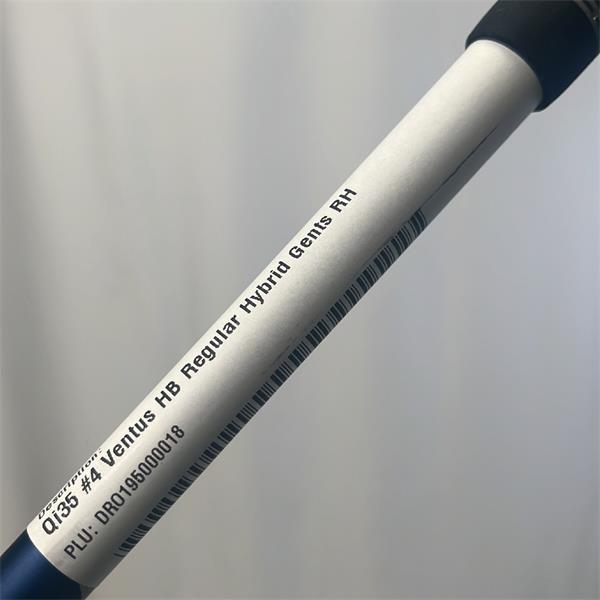 Description:
Qi35 #4 Ventus HB Regular Hybrid Gents RH
PLU: DRO195000018